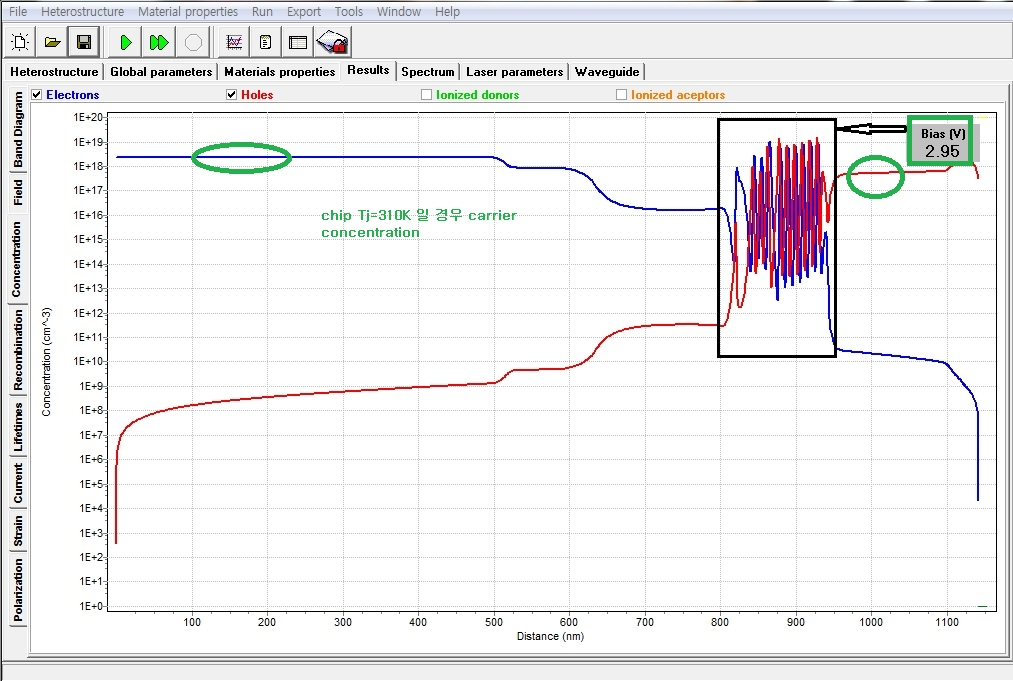 File Heterostructure Material properties Run Export Tools Window Help
Heterostructure Global parameters Materials properties Results Spectrum Laser parameters Waveguide
Electrons Holes Ionized donors Ionized aceptors
Band Diagram
Field
Concentration
Recombination
Lifetimes
Current
Strain
Polarization
Concentration (cm^-3)
1E+20
1E+19
1E+18
1E+17
1E+16
1E+15
1E+14
1E+13
1E+12
1E+11
1E+10
1E+9
1E+8
1E+7
1E+6
1E+5
1E+4
1E+3
1E+2
1E+1
1E+0
Bias (V)
2.95
chip Tj=310K 일 경우 carrier
concentration
100 200 300 400 500 600 700 800 900 1000 1100
Distance (nm)